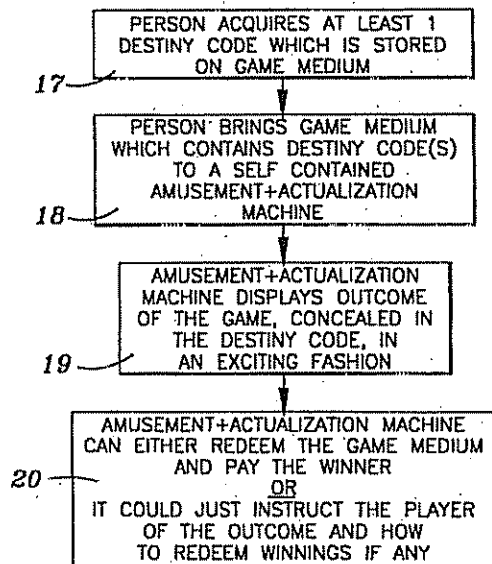 PERSON ACQUIRES AT LEAST 1
DESTINY CODE WHICH IS STORED
ON GAME MEDIUM
17
PERSON BRINGS GAME MEDIUM
WHICH CONTAINS DESTINY CODE(S)
TO A SELF CONTAINED
AMUSEMENT+ACTUALIZATION
MACHINE
18
AMUSEMENT+ACTUALIZATION
MACHINE DISPLAYS OUTCOME
OF THE GAME, CONCEALED IN
THE DESTINY CODE, IN
AN EXCITING FASHION
19
AMUSEMENT+ACTUALIZATION MACHINE
CAN EITHER REDEEM THE GAME MEDIUM
AND PAY THE WINNER
20
OR
IT COULD JUST INSTRUCT THE PLAYER
OF THE OUTCOME AND HOW
TO REDEEM WINNINGS IF ANY